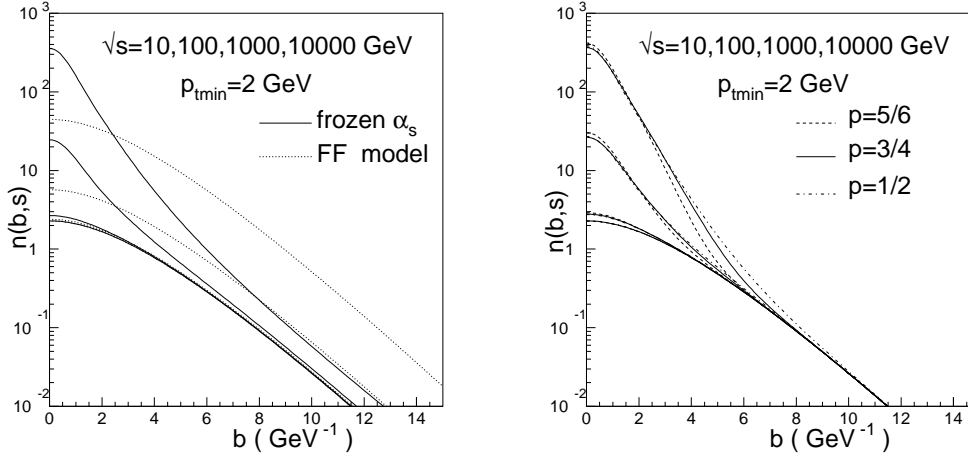 √s=10,100,1000,10000 GeV
p_tmin=2 GeV
frozen α_s
FF model
n(b,s)
10^3
10^2
10
1
10^-1
10^-2
0 2 4 6 8 10 12 14
b ( GeV^-1 )
√s=10,100,1000,10000 GeV
p_tmin=2 GeV
p=5/6
p=3/4
p=1/2
n(b,s)
10^3
10^2
10
1
10^-1
10^-2
0 2 4 6 8 10 12 14
b ( GeV^-1 )